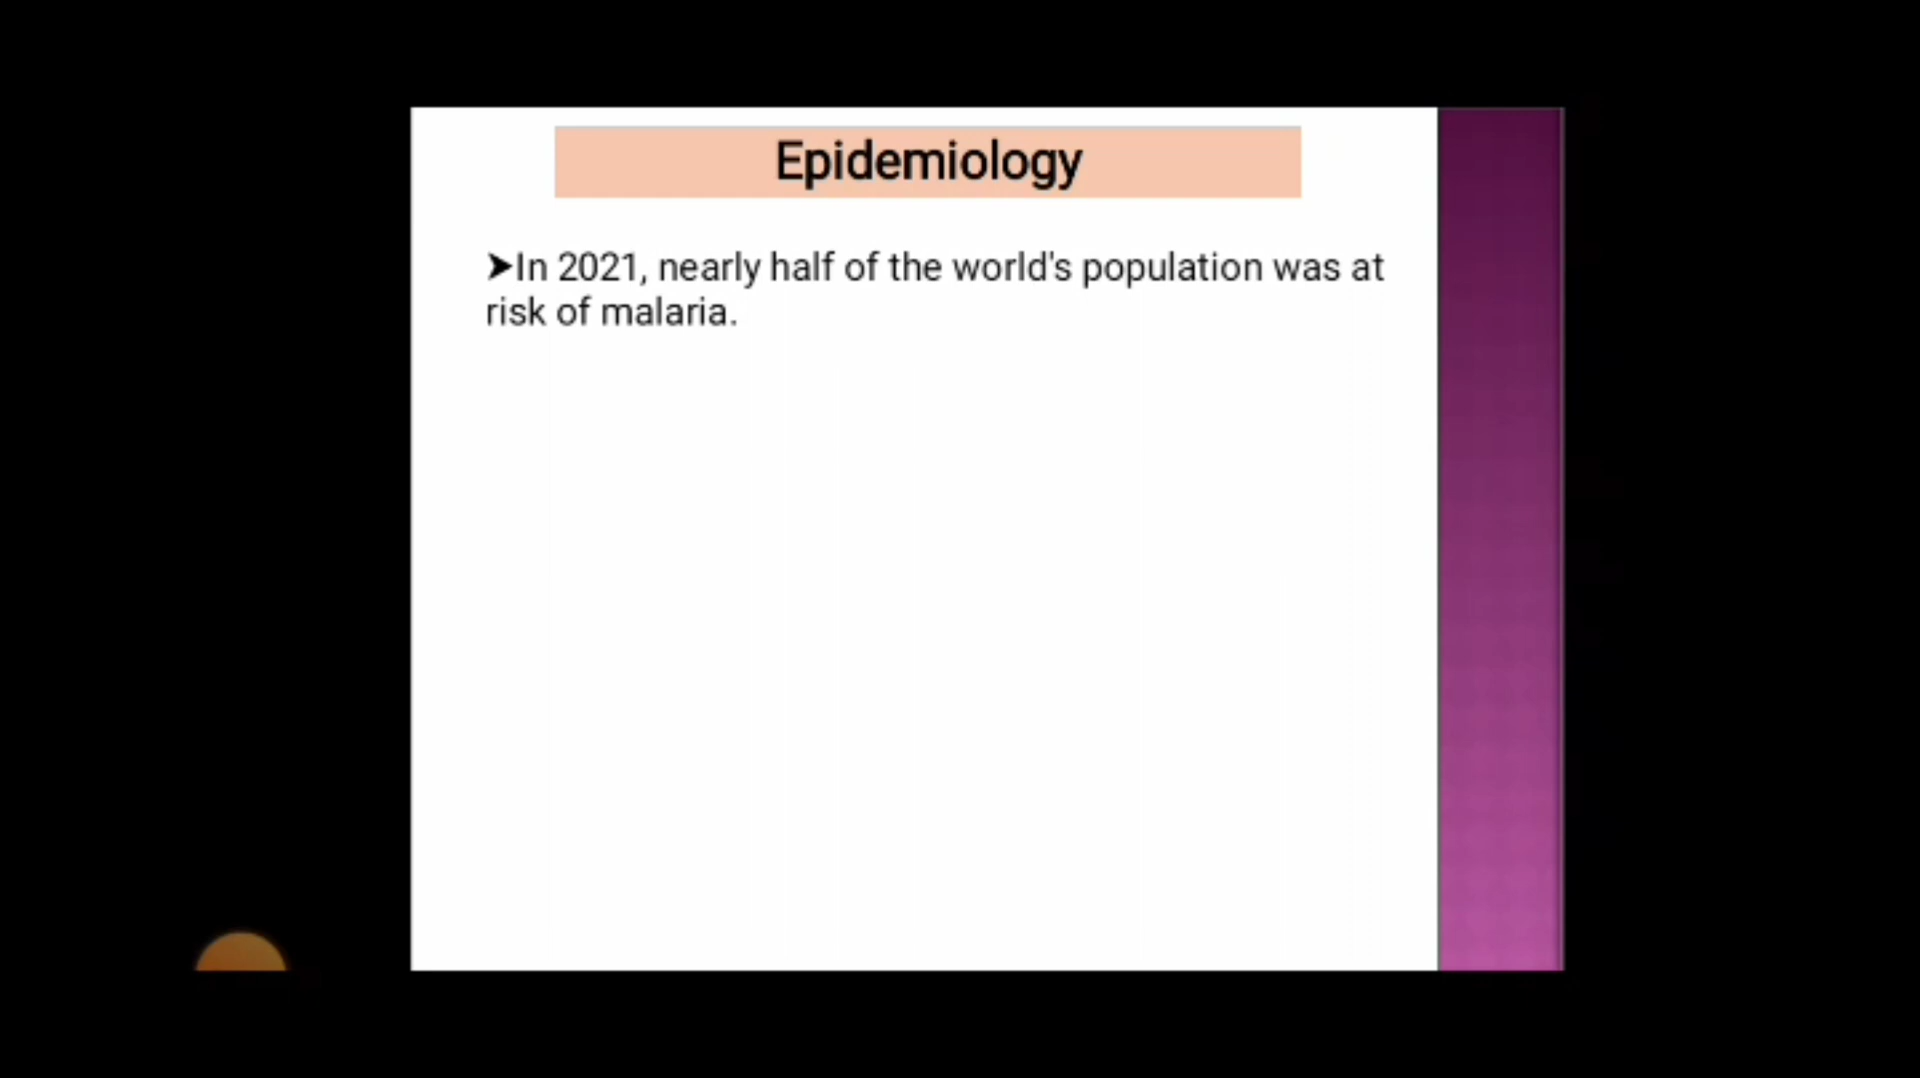 Epidemiology
➤In 2021, nearly half of the world's population was at
risk of malaria.